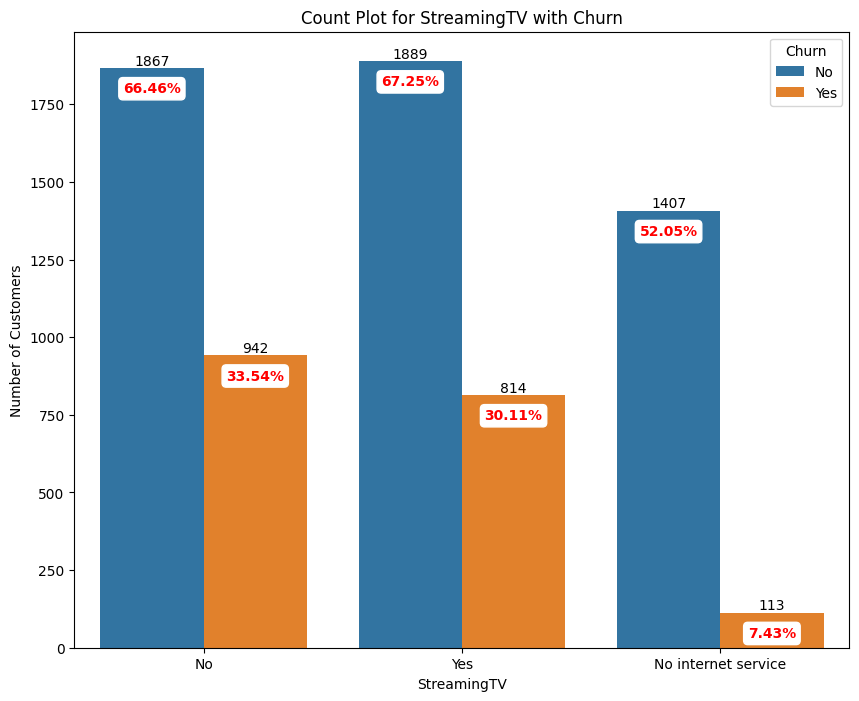 Count Plot for StreamingTV with Churn
Churn
No
Yes
1867
66.46%
942
33.54%
1889
67.25%
814
30.11%
1407
52.05%
113
7.43%
Number of Customers
1750
1500
1250
1000
750
500
250
0
No
Yes
No internet service
StreamingTV